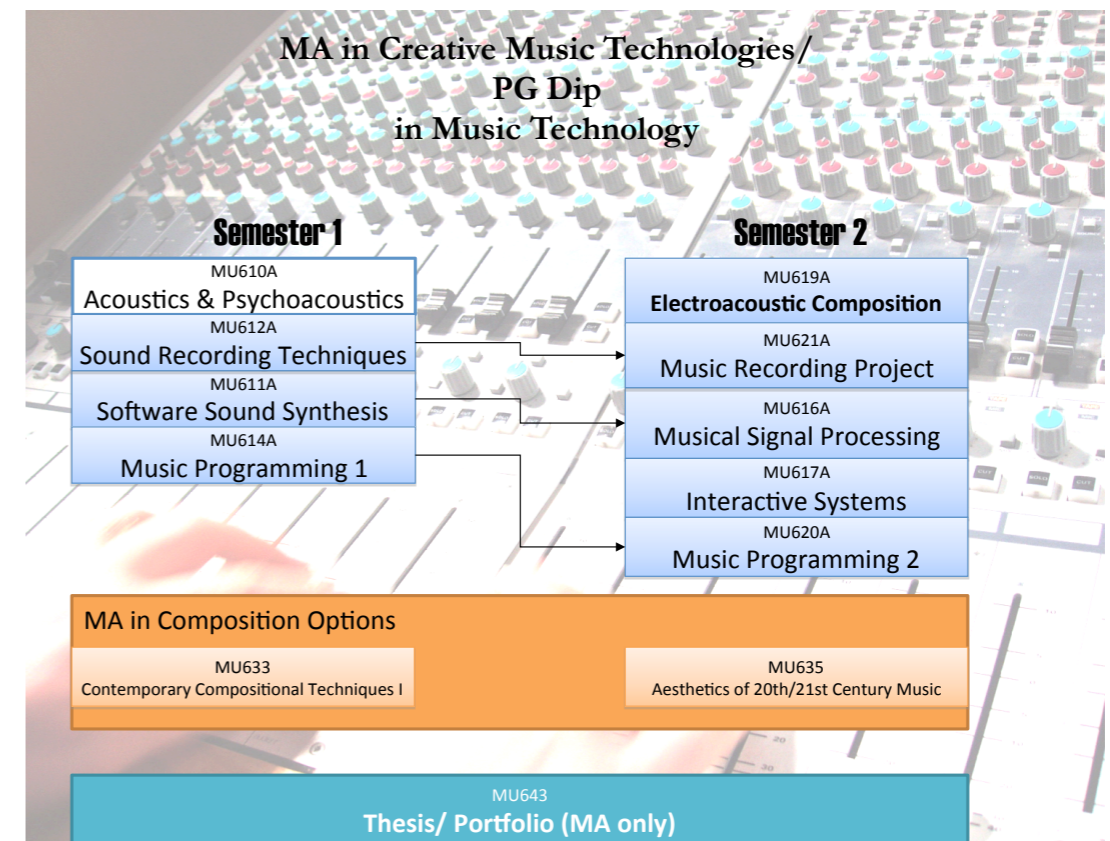 MA in Creative Music Technologies/
PG Dip
in Music Technology
Semester 1
MU610A
Acoustics & Psychoacoustics
MU612A
Sound Recording Techniques
MU611A
Software Sound Synthesis
MU614A
Music Programming 1
Semester 2
MU619A
Electroacoustic Composition
MU621A
Music Recording Project
MU616A
Musical Signal Processing
MU617A
Interactive Systems
MU620A
Music Programming 2
MA in Composition Options
MU633
Contemporary Compositional Techniques I
MU635
Aesthetics of 20th/21st Century Music
20
30
MU643
Thesis/ Portfolio (MA only)